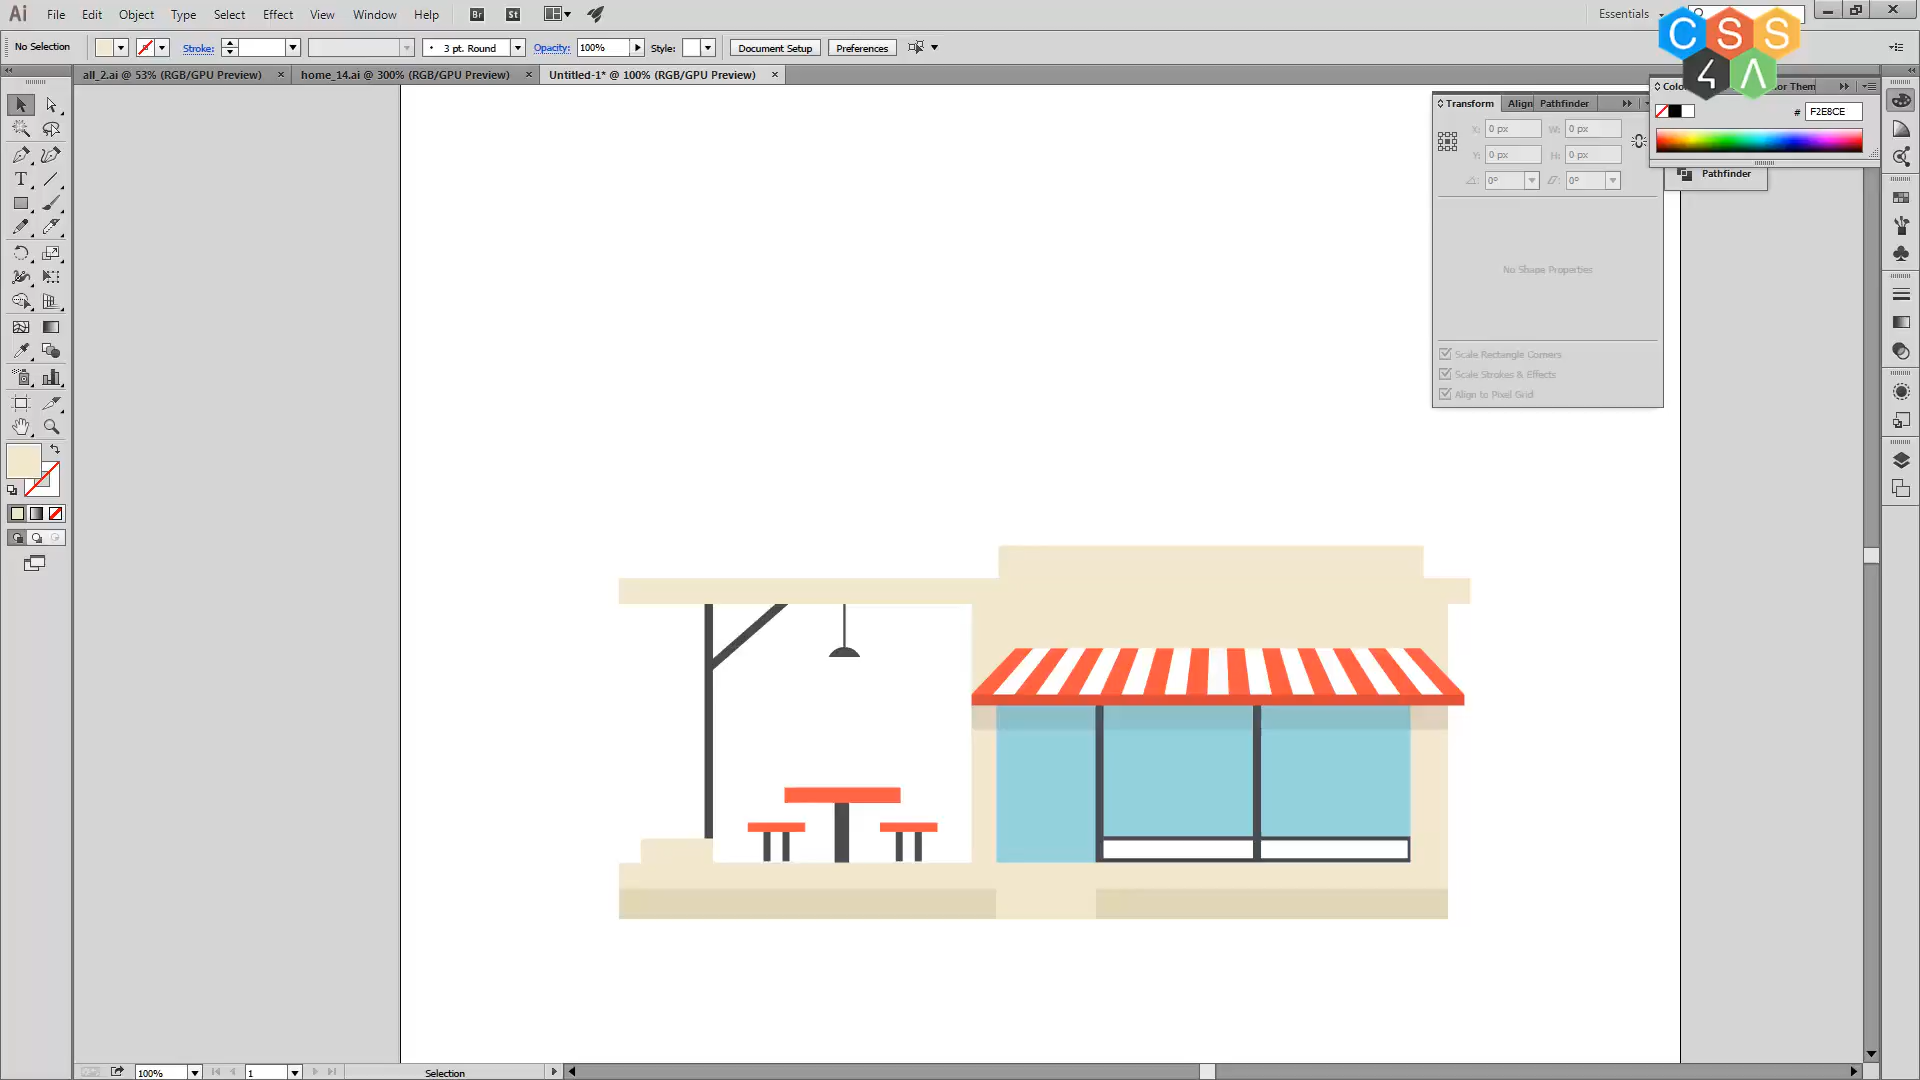 Ai File Edit Object Type Select Effect View Window Help Br St Essentials
CSS
4Λ
No Selection Stroke: 3 pt. Round Opacity: 100% Style: Document Setup Preferences
all_2.ai @ 53% (RGB/GPU Preview) × home_14.ai @ 300% (RGB/GPU Preview) × Untitled-1* @ 100% (RGB/GPU Preview) ×
Transform Align Pathfinder
# F2E8CE
X: 0 px W: 0 px
Y: 0 px H: 0 px
0° 0°
Pathfinder
No Shape Properties
Scale Rectangle Corners
Scale Strokes & Effects
Align to Pixel Grid
100% 1 Selection